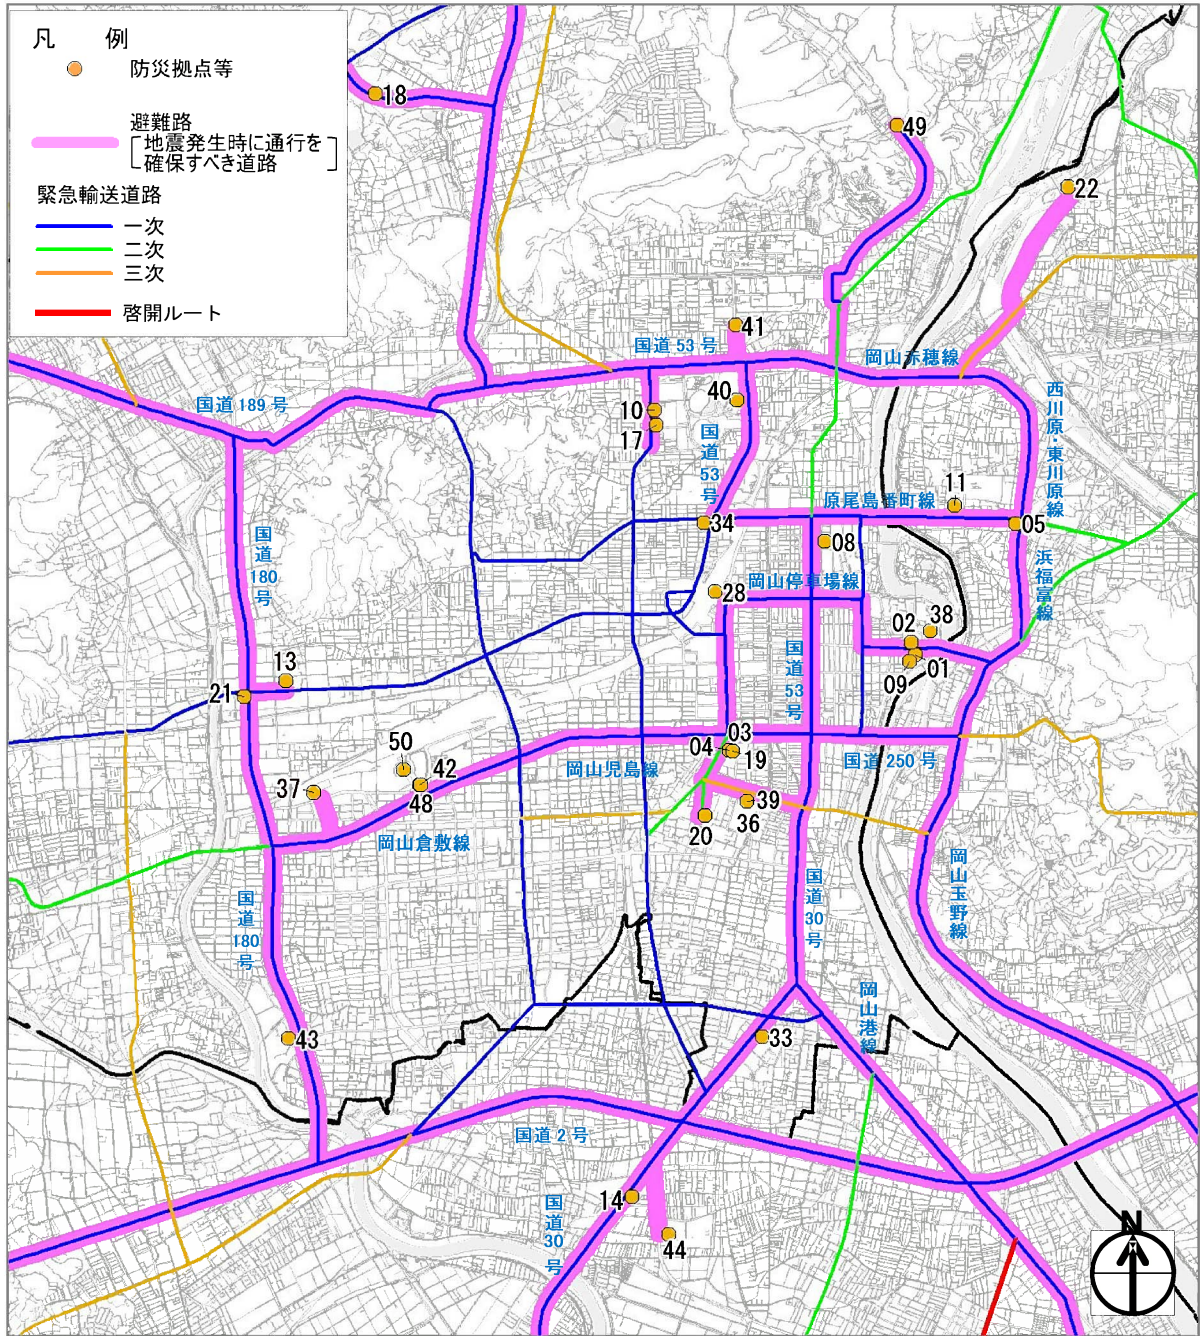 凡 例
防災拠点等
避難路
地震発生時に通行を
確保すべき道路
緊急輸送道路
一次
二次
三次
啓開ルート
18
49
22
41
国道 53 号
岡山赤穂線
40
国道 189 号
10
17
国道53号
西川原・東川原線
11
原尾島番町線
34
05
08
国道180号
岡山停車場線
浜福富線
28
02
38
01
09
国道53号
13
21
03
04
19
国道 250 号
岡山児島線
50
42
48
37
39
36
20
岡山倉敷線
国道30号
岡山玉野線
国道180号
岡山港線
43
33
国道 2 号
14
国道30号
44
N